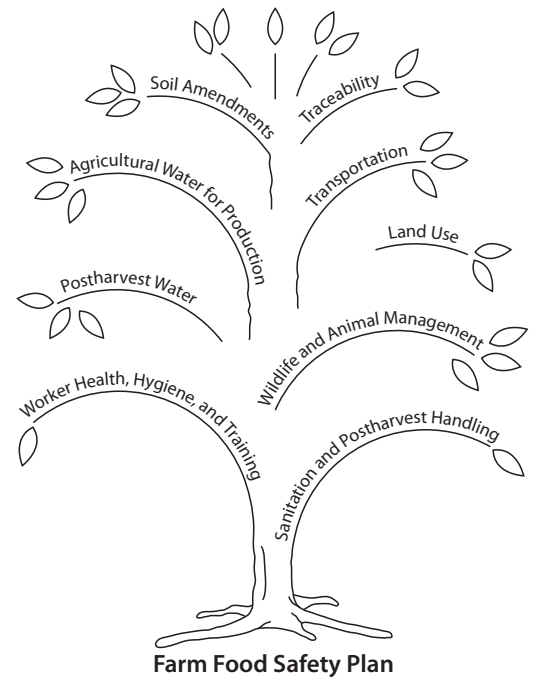 Soil Amendments
Traceability
Agricultural Water for Production
Transportation
Land Use
Postharvest Water
Wildlife and Animal Management
Worker Health, Hygiene, and Training
Sanitation and Postharvest Handling
Farm Food Safety Plan